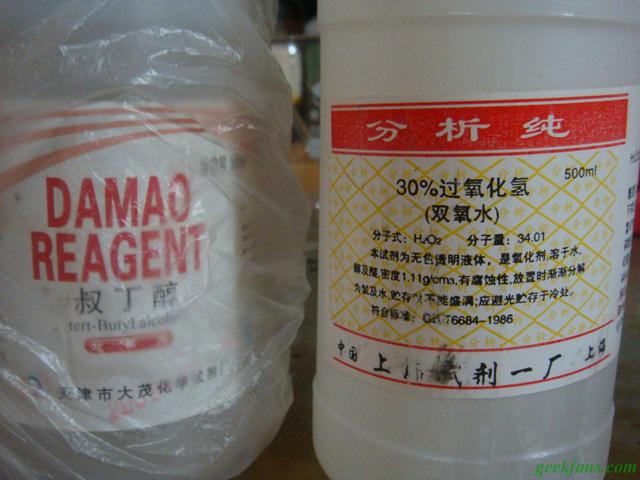 DAMAO
REAGENT
叔丁醇
tert-Butyl alcoho
天津市大茂化学试剂
分析纯
500ml
30%过氧化氢
(双氧水)
分子式: H₂O₂ 分子量: 34.01
本试剂为无色透明液体，是氧化剂,溶于水,
醇及醚,密度1.11g/cms,有腐蚀性,放置时渐渐分解
为氧及水,贮存时不能盛满;应避光贮存于冷处。
符合标准: GB/T6684-1986
中国 上 试剂一厂 上海
geekfans.com